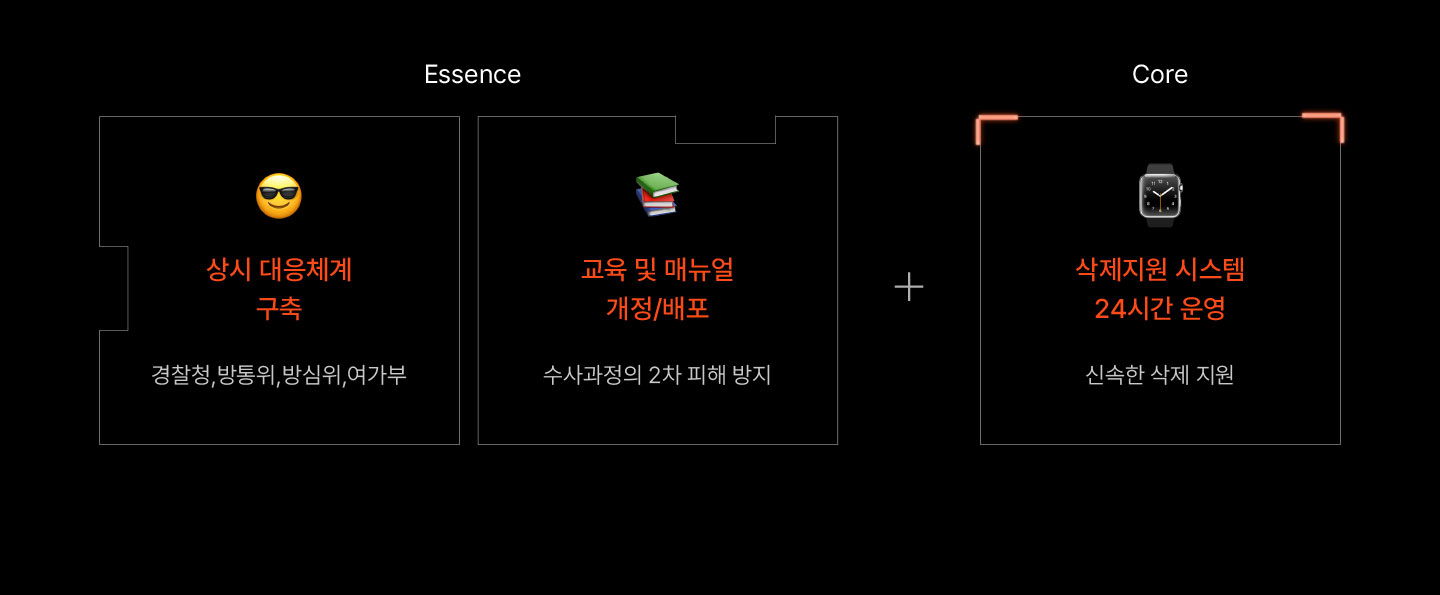 Essence
Core
상시 대응체계
구축
경찰청,방통위,방심위,여가부
교육 및 매뉴얼
개정/배포
수사과정의 2차 피해 방지
삭제지원 시스템
24시간 운영
신속한 삭제 지원